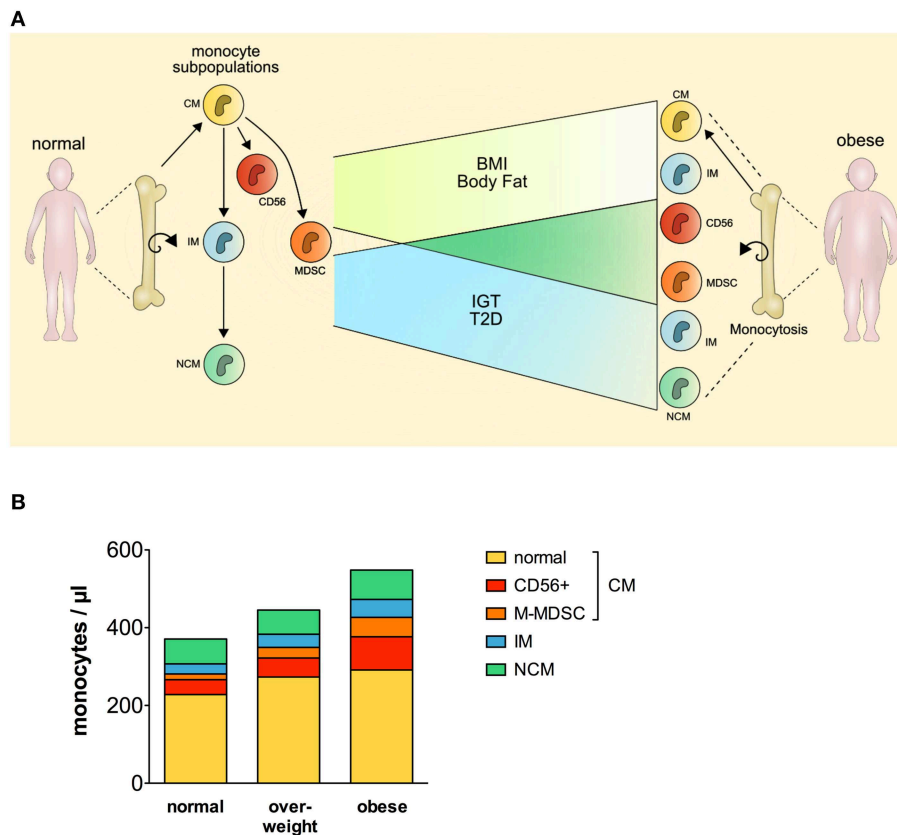 A
monocyte
subpopulations
CM
normal
CD56
IM
MDSC
NCM
BMI
Body Fat
IGT
T2D
CM
IM
CD56
MDSC
IM
NCM
Monocytosis
obese
B
monocytes / µl
600
400
200
0
normal
over-
weight
obese
normal
CD56+
M-MDSC
CM
IM
NCM